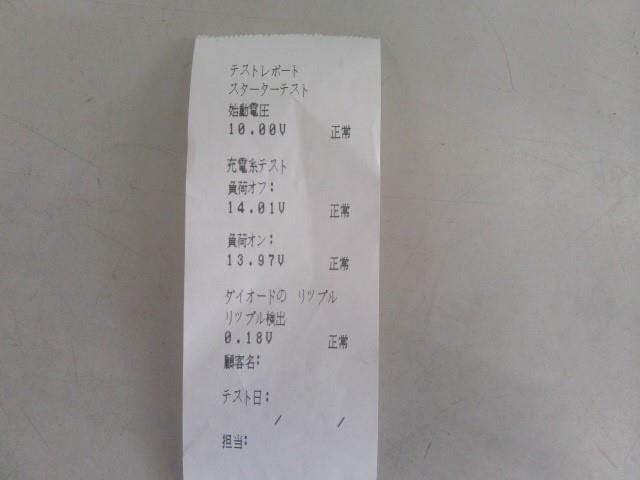 テストレポート
スターターテスト
始動電圧
10.00V 正常
充電系テスト
負荷オフ:
14.01V 正常
負荷オン:
13.97V 正常
ダイオードの リップル
リップル検出
0.18V 正常
顧客名:
テスト日:
/ /
担当: